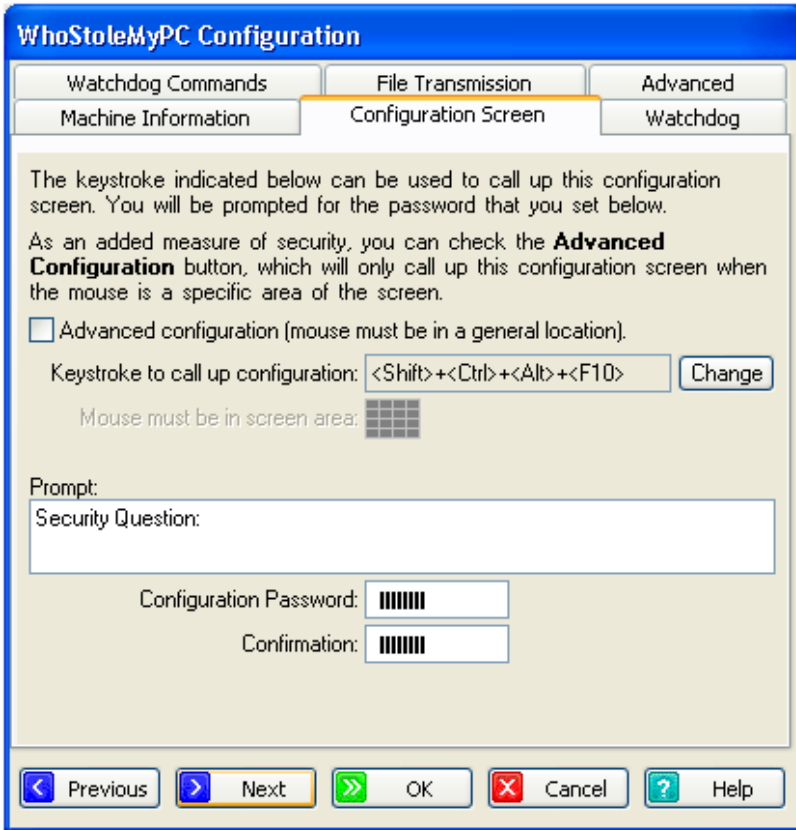 WhoStoleMyPC Configuration
Watchdog Commands
File Transmission
Advanced
Machine Information
Configuration Screen
Watchdog
The keystroke indicated below can be used to call up this configuration
screen. You will be prompted for the password that you set below.
As an added measure of security, you can check the Advanced
Configuration button, which will only call up this configuration screen when
the mouse is a specific area of the screen.
Advanced configuration (mouse must be in a general location).
Keystroke to call up configuration: <Shift>+<Ctrl>+<Alt>+<F10> Change
Mouse must be in screen area:
Prompt:
Security Question:
Configuration Password:
Confirmation:
Previous
Next
OK
Cancel
Help